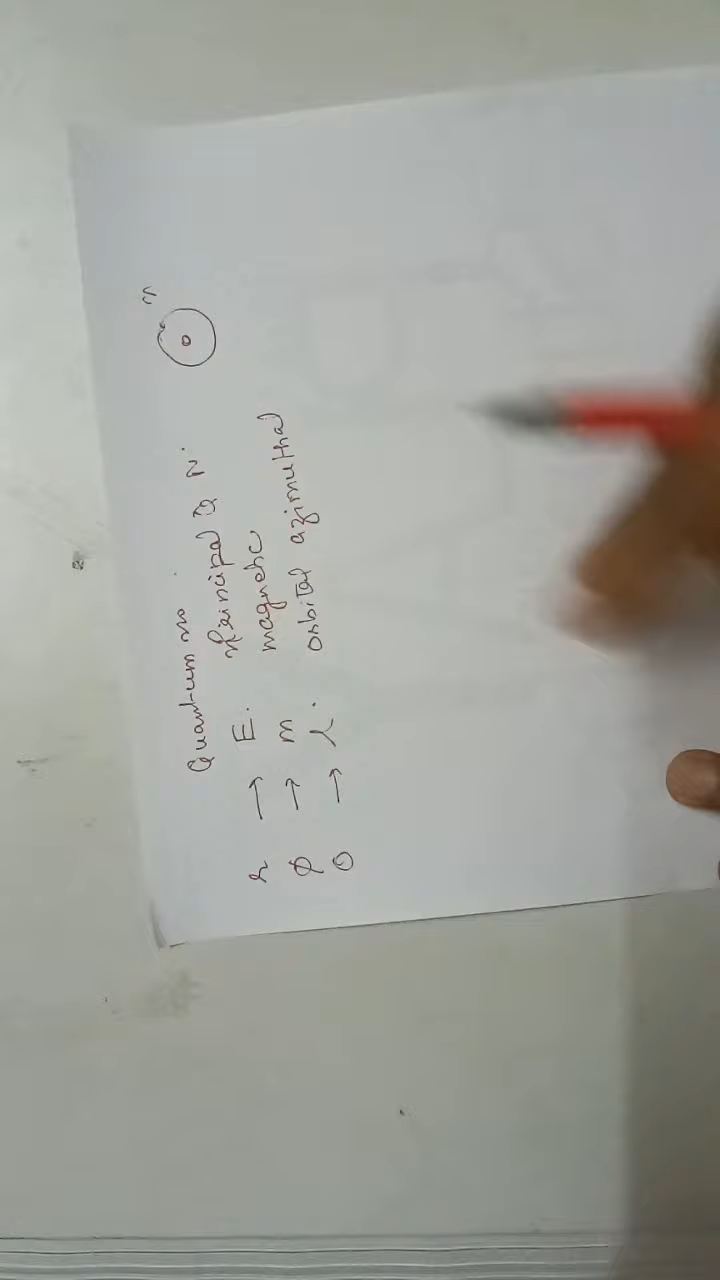 Quantum no.
r → E. Principal Q N.
φ → m magnetic
θ → l. orbital azimuthal
n